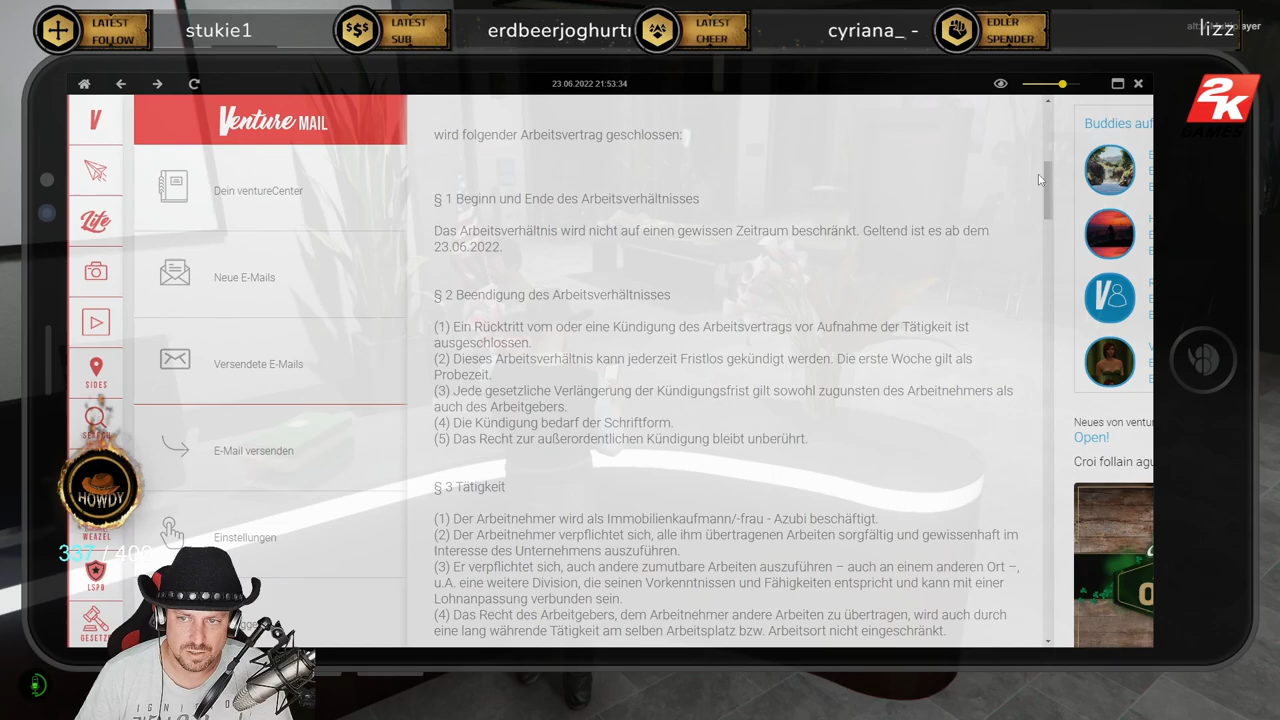 LATEST FOLLOW
stukie1
LATEST SUB
erdbeerjoghurt
LATEST CHEER
cyriana_ -
EDLER SPENDER
lizz
23.06.2022 21:53:34
2K
GAMES
V
Venture MAIL
Dein ventureCenter
Neue E-Mails
Life
Versendete E-Mails
SIDES
E-Mail versenden
HOWDY
Einstellungen
WEAZEL
337 / 400
LSPD
GESETZ
wird folgender Arbeitsvertrag geschlossen:
§ 1 Beginn und Ende des Arbeitsverhältnisses
Das Arbeitsverhältnis wird nicht auf einen gewissen Zeitraum beschränkt. Geltend ist es ab dem
23.06.2022.
§ 2 Beendigung des Arbeitsverhältnisses
(1) Ein Rücktritt vom oder eine Kündigung des Arbeitsvertrags vor Aufnahme der Tätigkeit ist
ausgeschlossen.
(2) Dieses Arbeitsverhältnis kann jederzeit Fristlos gekündigt werden. Die erste Woche gilt als
Probezeit.
(3) Jede gesetzliche Verlängerung der Kündigungsfrist gilt sowohl zugunsten des Arbeitnehmers als
auch des Arbeitgebers.
(4) Die Kündigung bedarf der Schriftform.
(5) Das Recht zur außerordentlichen Kündigung bleibt unberührt.
§ 3 Tätigkeit
(1) Der Arbeitnehmer wird als Immobilienkaufmann/-frau - Azubi beschäftigt.
(2) Der Arbeitnehmer verpflichtet sich, alle ihm übertragenen Arbeiten sorgfältig und gewissenhaft im
Interesse des Unternehmens auszuführen.
(3) Er verpflichtet sich, auch andere zumutbare Arbeiten auszuführen – auch an einem anderen Ort –,
u.A. eine weitere Division, die seinen Vorkenntnissen und Fähigkeiten entspricht und kann mit einer
Lohnanpassung verbunden sein.
(4) Das Recht des Arbeitgebers, dem Arbeitnehmer andere Arbeiten zu übertragen, wird auch durch
eine lang währende Tätigkeit am selben Arbeitsplatz bzw. Arbeitsort nicht eingeschränkt.
Buddies auf
Neues von ventu
Open!
Croi follain agu